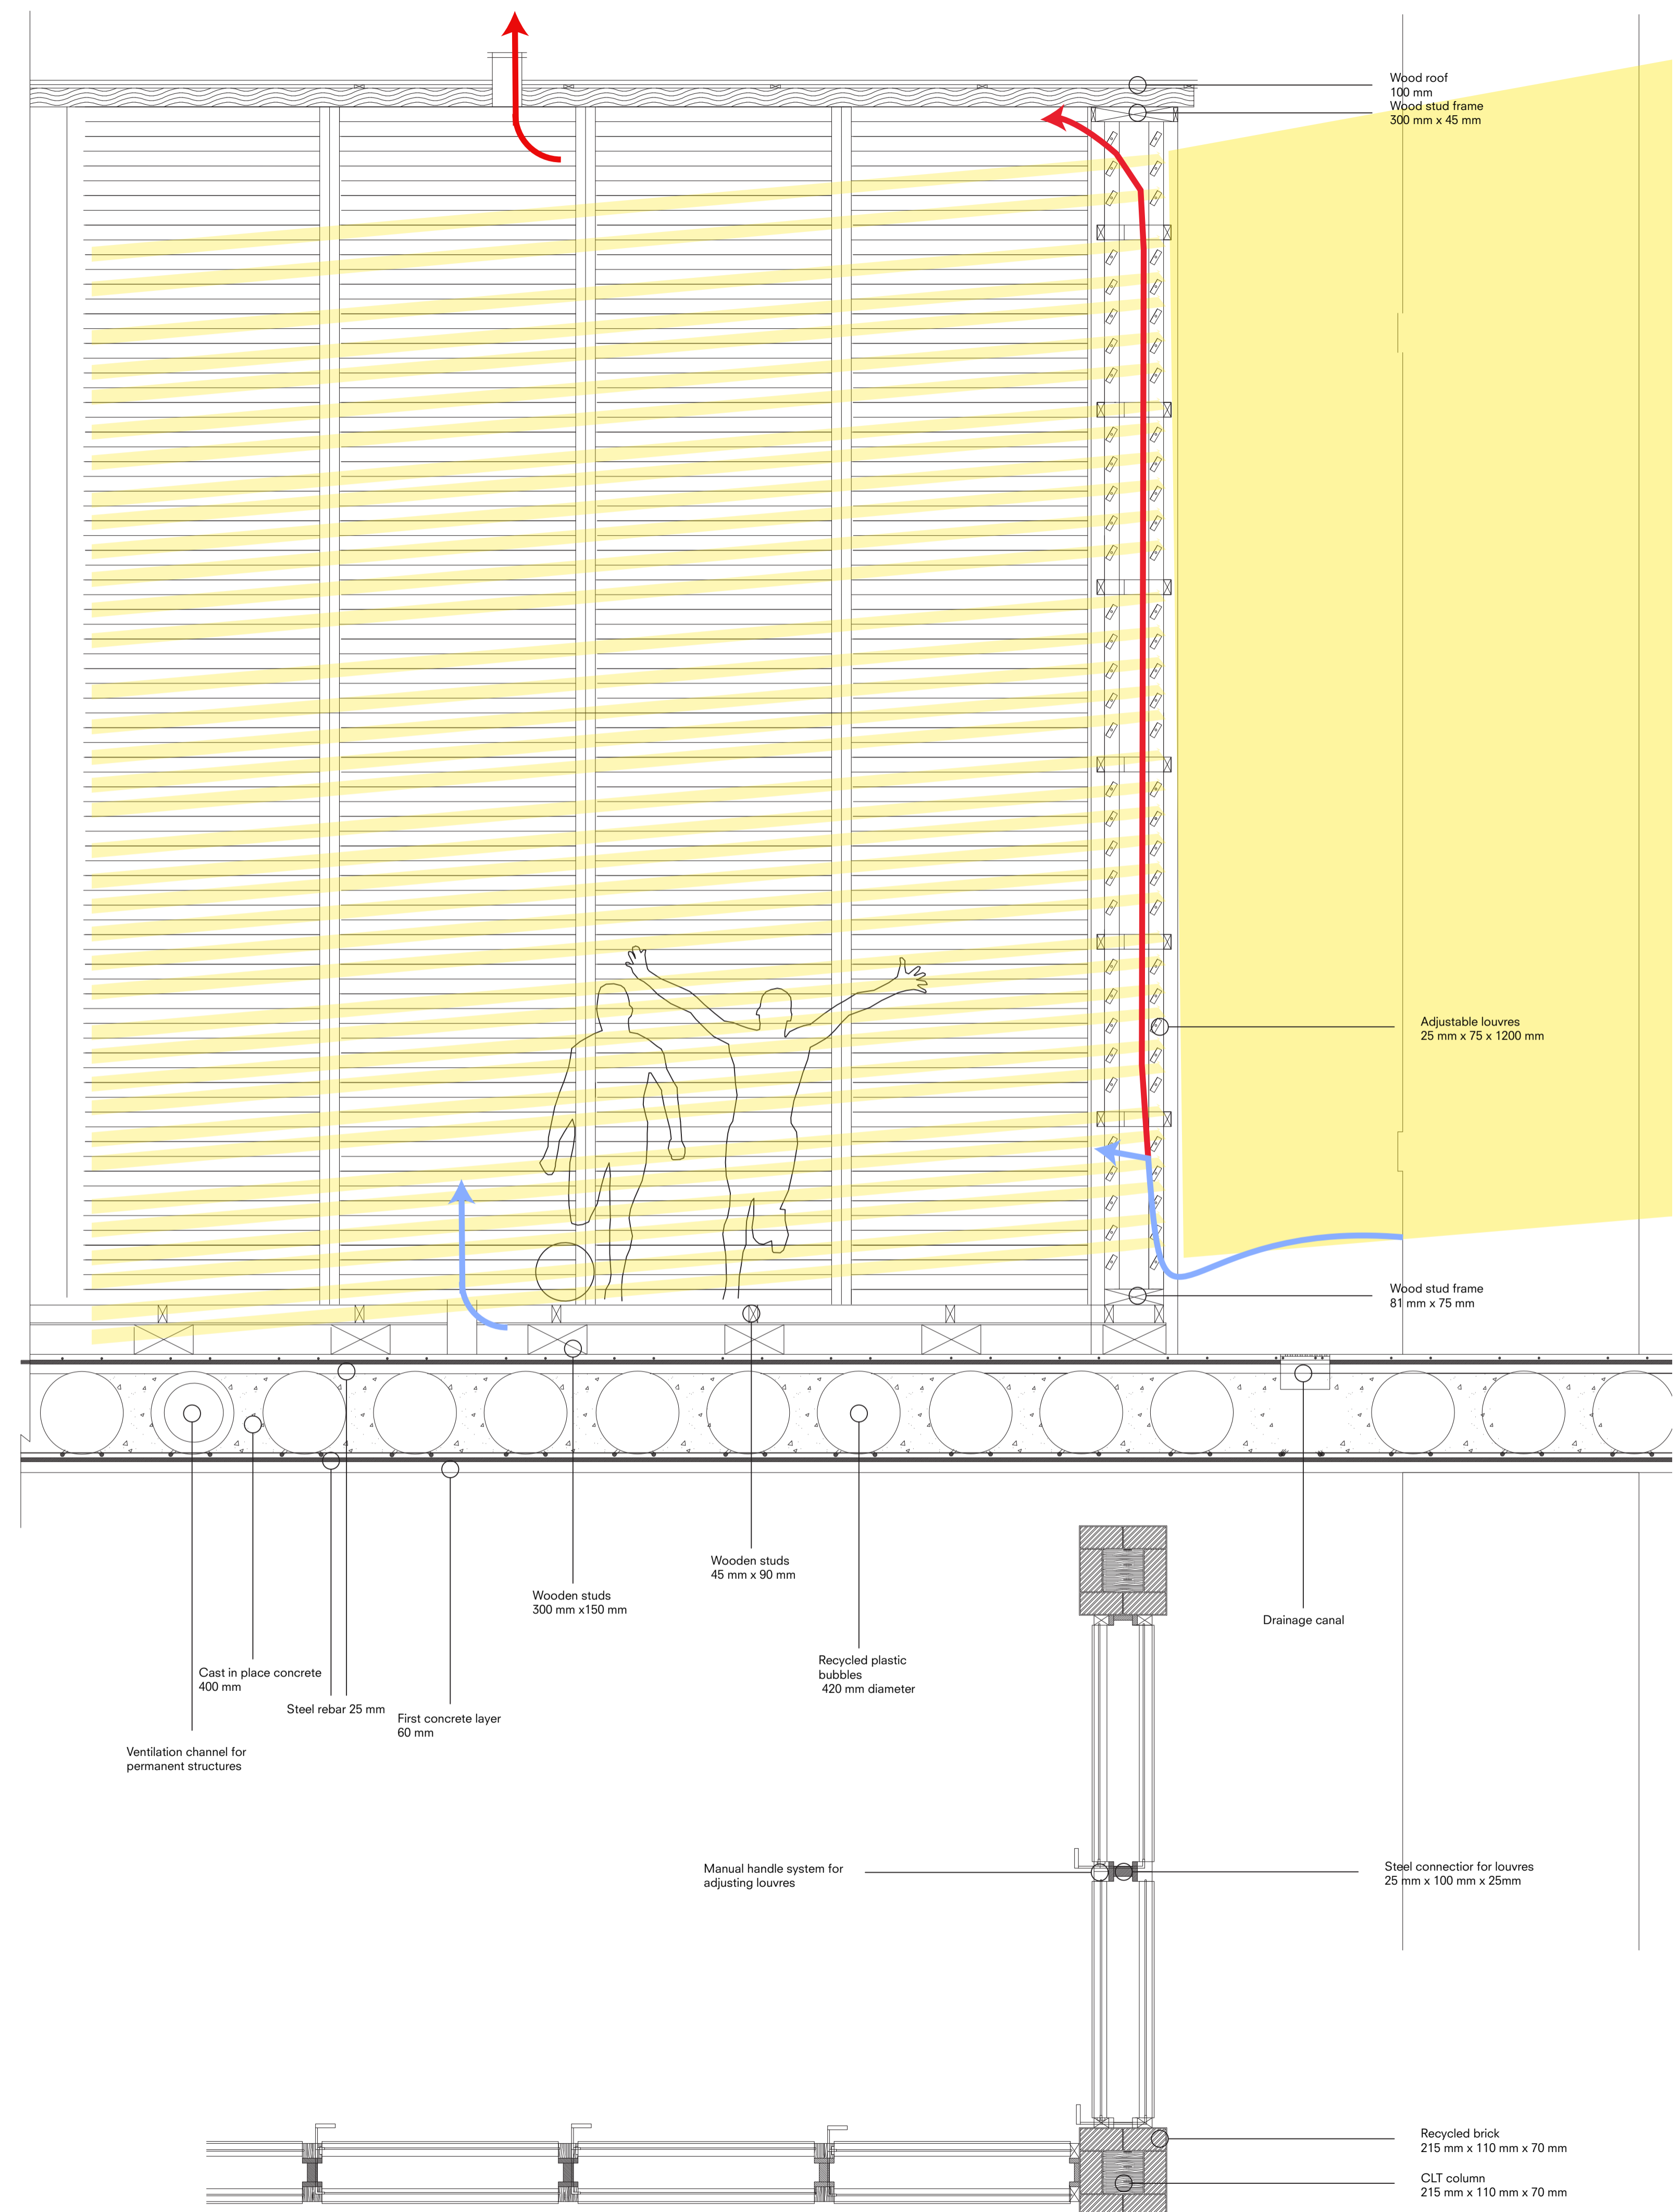 Wood roof
100 mm
Wood stud frame
300 mm x 45 mm
Adjustable louvres
25 mm x 75 x 1200 mm
Wood stud frame
81 mm x 75 mm
Wooden studs
45 mm x 90 mm
Wooden studs
300 mm x150 mm
Drainage canal
Recycled plastic
bubbles
420 mm diameter
Cast in place concrete
400 mm
Steel rebar 25 mm
First concrete layer
60 mm
Ventilation channel for
permanent structures
Manual handle system for
adjusting louvres
Steel connectior for louvres
25 mm x 100 mm x 25mm
Recycled brick
215 mm x 110 mm x 70 mm
CLT column
215 mm x 110 mm x 70 mm